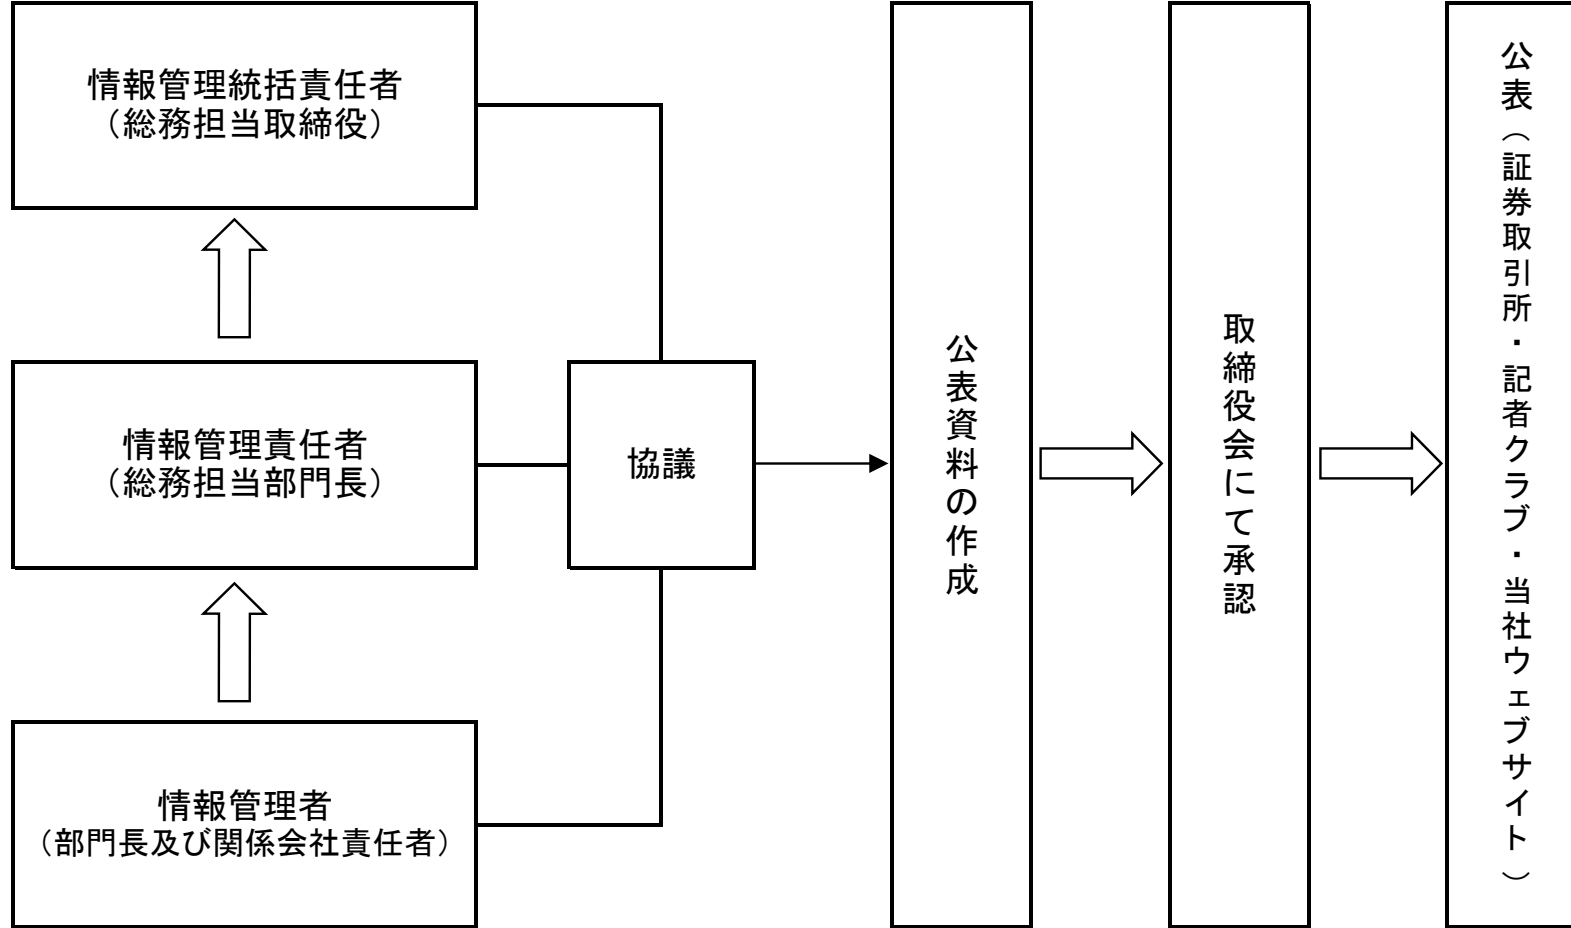 情報管理統括責任者
（総務担当取締役）
情報管理責任者
（総務担当部門長）
情報管理者
（部門長及び関係会社責任者）
協議
公表資料の作成
取締役会にて承認
公表（証券取引所・記者クラブ・当社ウェブサイト）